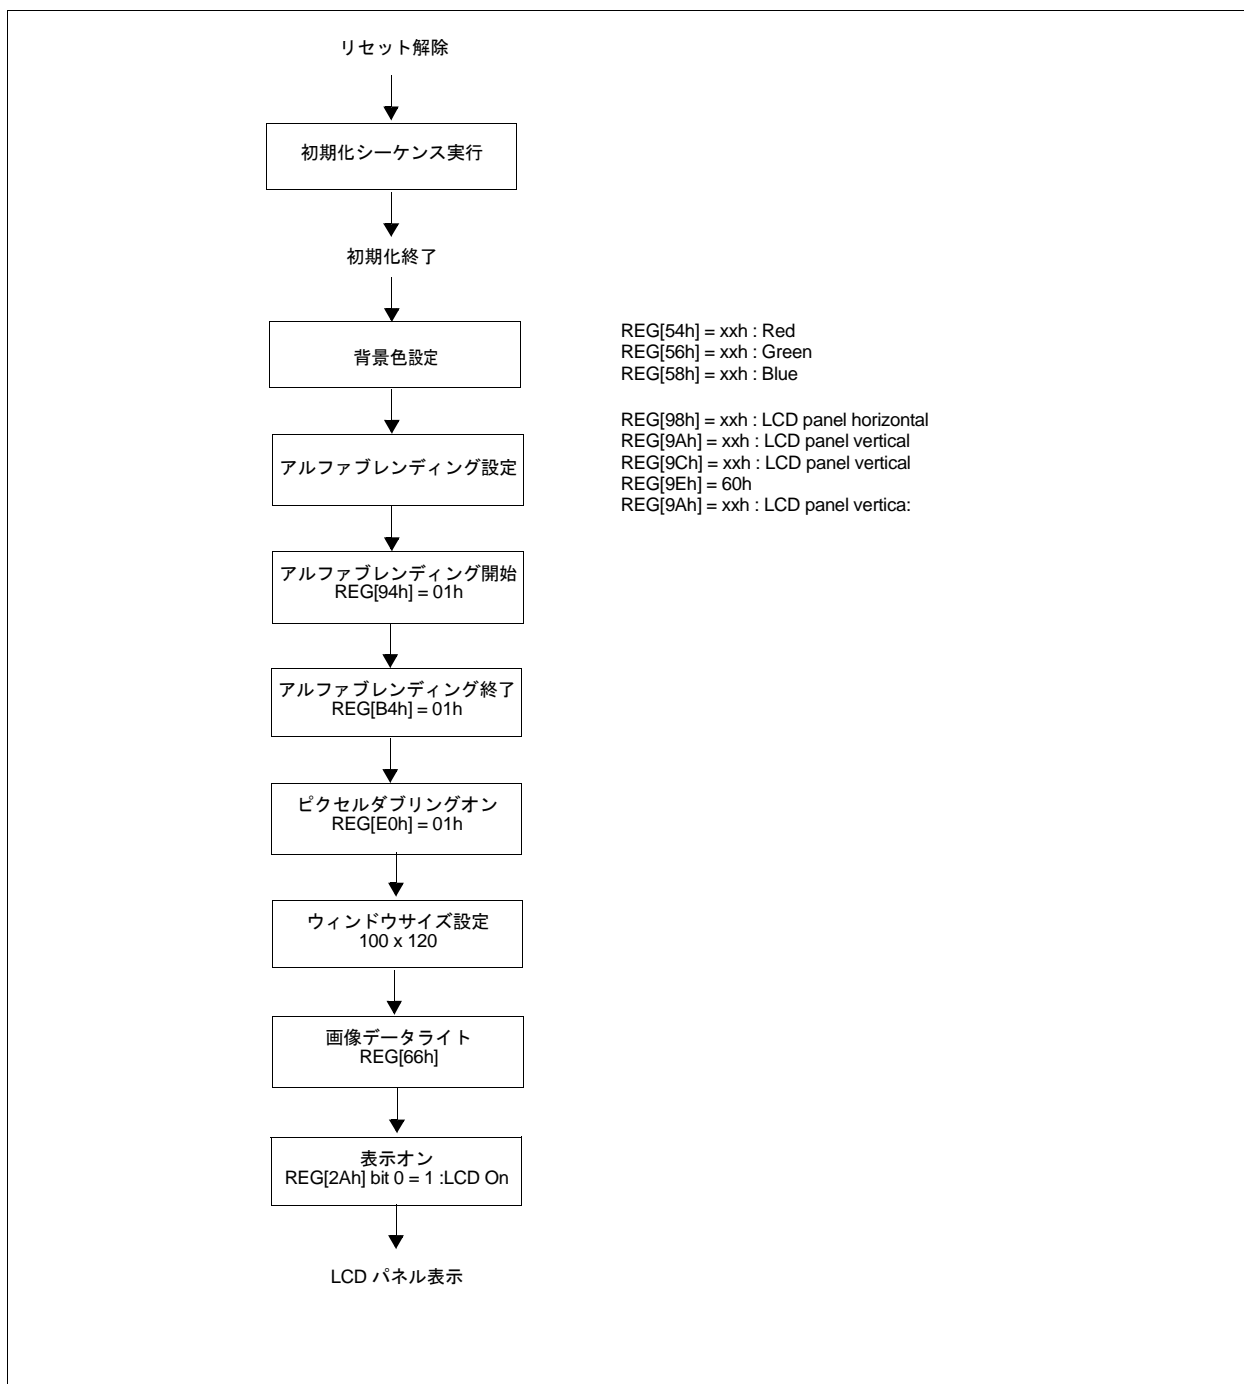 リセット解除
初期化シーケンス実行
初期化終了
背景色設定
REG[54h] = xxh : Red
REG[56h] = xxh : Green
REG[58h] = xxh : Blue
アルファブレンディング設定
REG[98h] = xxh : LCD panel horizontal
REG[9Ah] = xxh : LCD panel vertical
REG[9Ch] = xxh : LCD panel vertical
REG[9Eh] = 60h
REG[9Ah] = xxh : LCD panel vertica:
アルファブレンディング開始
REG[94h] = 01h
アルファブレンディング終了
REG[B4h] = 01h
ピクセルダブリングオン
REG[E0h] = 01h
ウィンドウサイズ設定
100 x 120
画像データライト
REG[66h]
表示オン
REG[2Ah] bit 0 = 1 :LCD On
LCD パネル表示